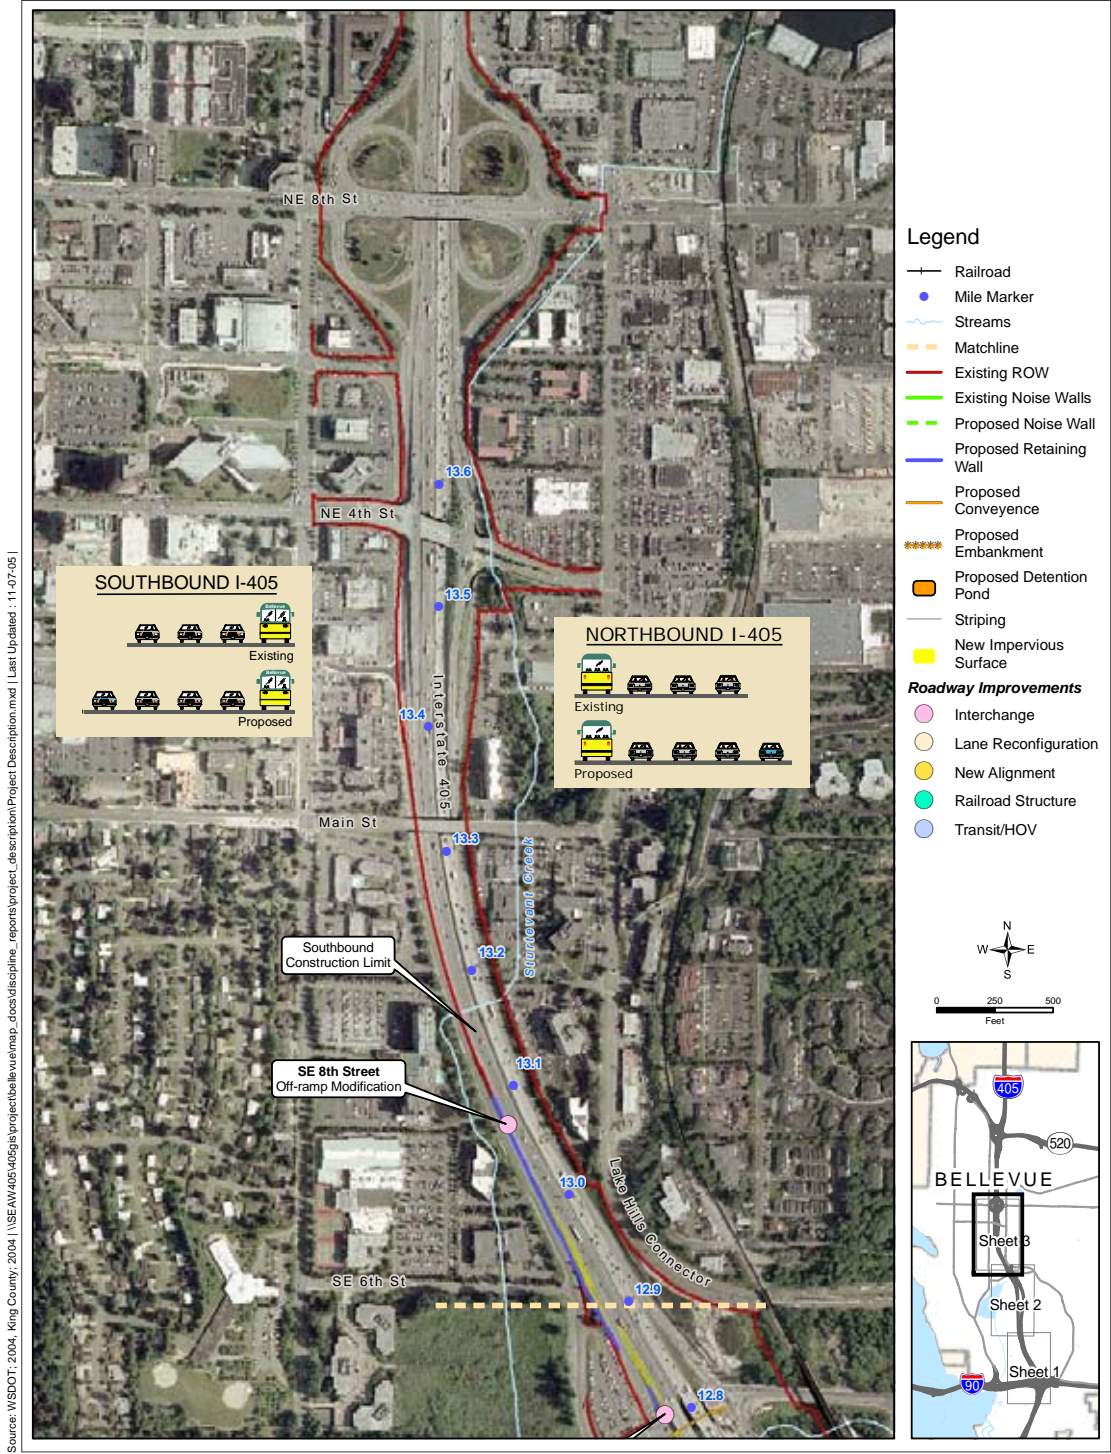 NE 8th St
13.6
NE 4th St
SOUTHBOUND I-405
Bellevue
Existing
Bellevue
Proposed
13.5
NORTHBOUND I-405
Existing
Proposed
Interstate 405
13.4
Main St
13.3
Sturtevant Creek
Southbound
Construction Limit
13.2
SE 8th Street
Off-ramp Modification
13.1
13.0
Lake Hills Connector
SE 6th St
12.9
12.8
Legend
Railroad
Mile Marker
Streams
Matchline
Existing ROW
Existing Noise Walls
Proposed Noise Wall
Proposed Retaining
Wall
Proposed
Conveyence
Proposed
Embankment
Proposed Detention
Pond
Striping
New Impervious
Surface
Roadway Improvements
Interchange
Lane Reconfiguration
New Alignment
Railroad Structure
Transit/HOV
N
W E
S
0 250 500
Feet
405
520
BELLEVUE
Sheet 3
Sheet 2
Sheet 1
90
Source: WSDOT; 2004, King County; 2004 | \\SEAW405\405gis\project\bellevue\map_docs\discipline_reports\project_description\Project Description.mxd | Last Updated : 11-07-05 |